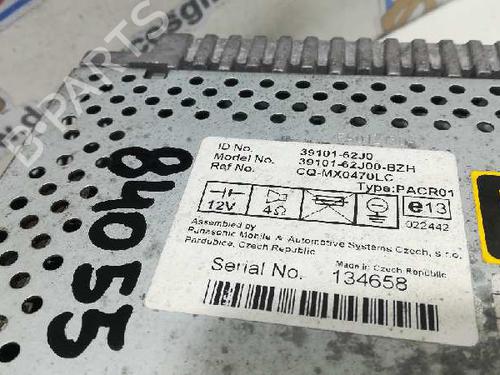 B-PARTS
84055
ID No. 39101-62J0
Model No. 39101-62J00-BZH
Ref No. CQ-MX0470LC
Type:PACR01
12V 4Ω e13
022442
Assembled by
Panasonic Mobile & Automotive Systems Czech, s.r.o.
Pardubice, Czech Republic
Made in Czech Republic
Serial No. 134658